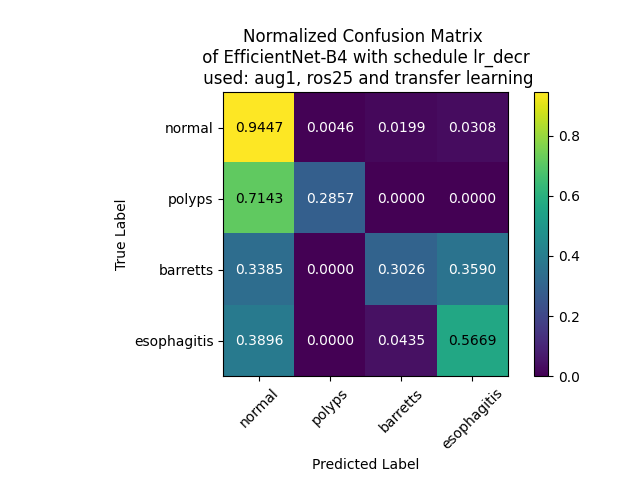 Normalized Confusion Matrix
of EfficientNet-B4 with schedule lr_decr
used: aug1, ros25 and transfer learning
True Label
normal 0.9447 0.0046 0.0199 0.0308
polyps 0.7143 0.2857 0.0000 0.0000
barretts 0.3385 0.0000 0.3026 0.3590
esophagitis 0.3896 0.0000 0.0435 0.5669
normal polyps barretts esophagitis
Predicted Label
0.8
0.6
0.4
0.2
0.0